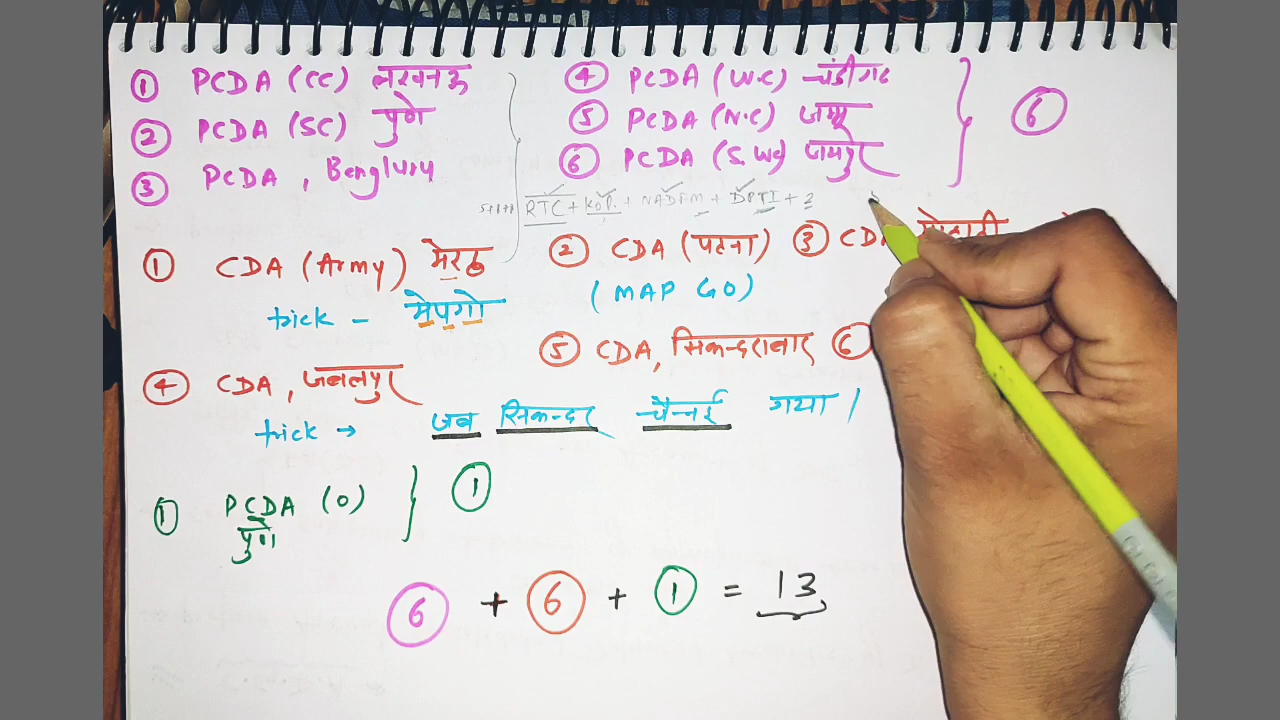 ① PCDA (CC) लखनऊ
② PCDA (SC) पुणे
③ PCDA , Bengluru
④ PCDA (W.C) चंडीगढ
⑤ PCDA (N.C) जम्मू
⑥ PCDA (S.WC) जयपुर
⑥
RTC + KOP. + + + 2
① CDA (Army) मेरठ ② CDA (पटना) ③ CDA
trick - मेपगो (MAP GO)
④ CDA , जबलपुर ⑤ CDA, सिकन्दराबाद ⑥
trick → जब सिकन्दर चैन्नई गया।
① PCDA (O) ①
पुणे
⑥ + ⑥ + ① = 13